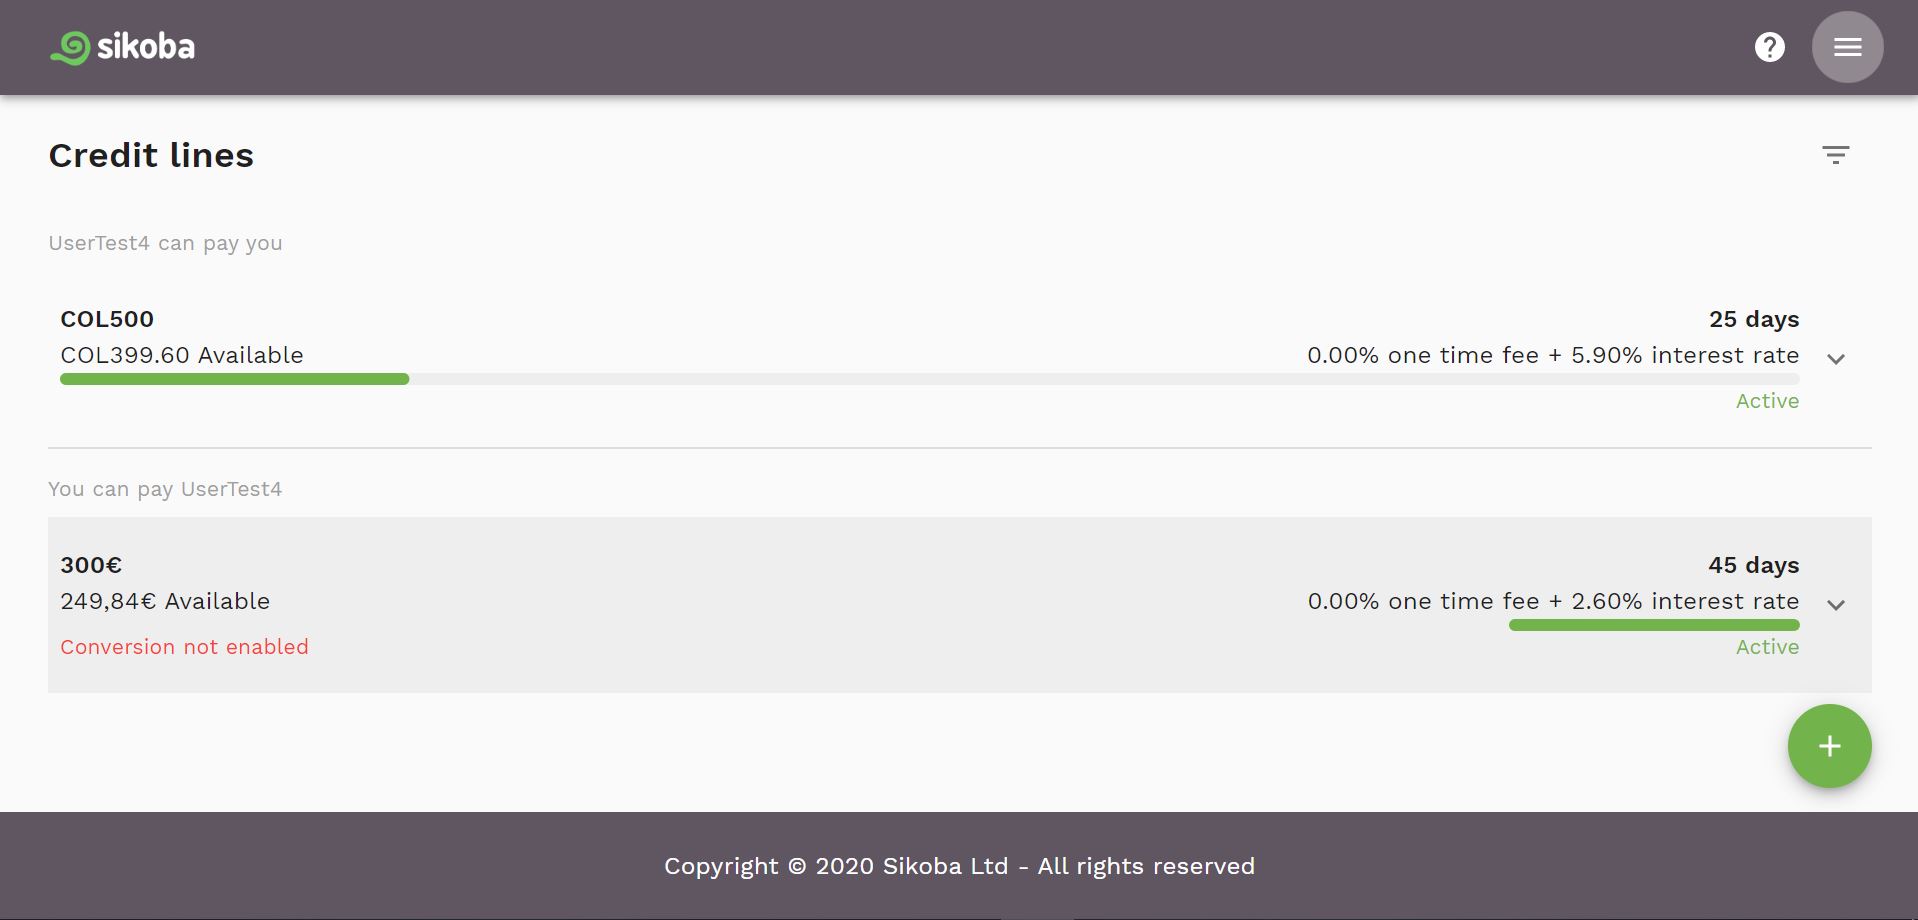 sikoba
Credit lines
UserTest4 can pay you
COL500
25 days
COL399.60 Available
0.00% one time fee + 5.90% interest rate
Active
You can pay UserTest4
300€
45 days
249,84€ Available
0.00% one time fee + 2.60% interest rate
Conversion not enabled
Active
Copyright © 2020 Sikoba Ltd - All rights reserved